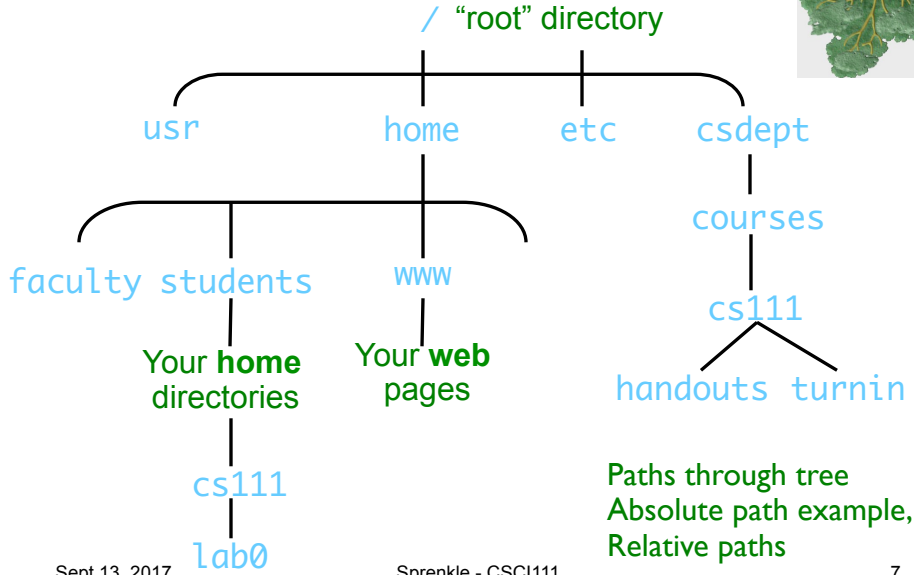 / “root” directory
usr home etc csdept
courses
faculty students www
cs111
Your home directories
Your web pages
handouts turnin
cs111
lab0
Paths through tree
Absolute path example,
Relative paths
Sept 13, 2017 Sprenkle - CSCI111 7